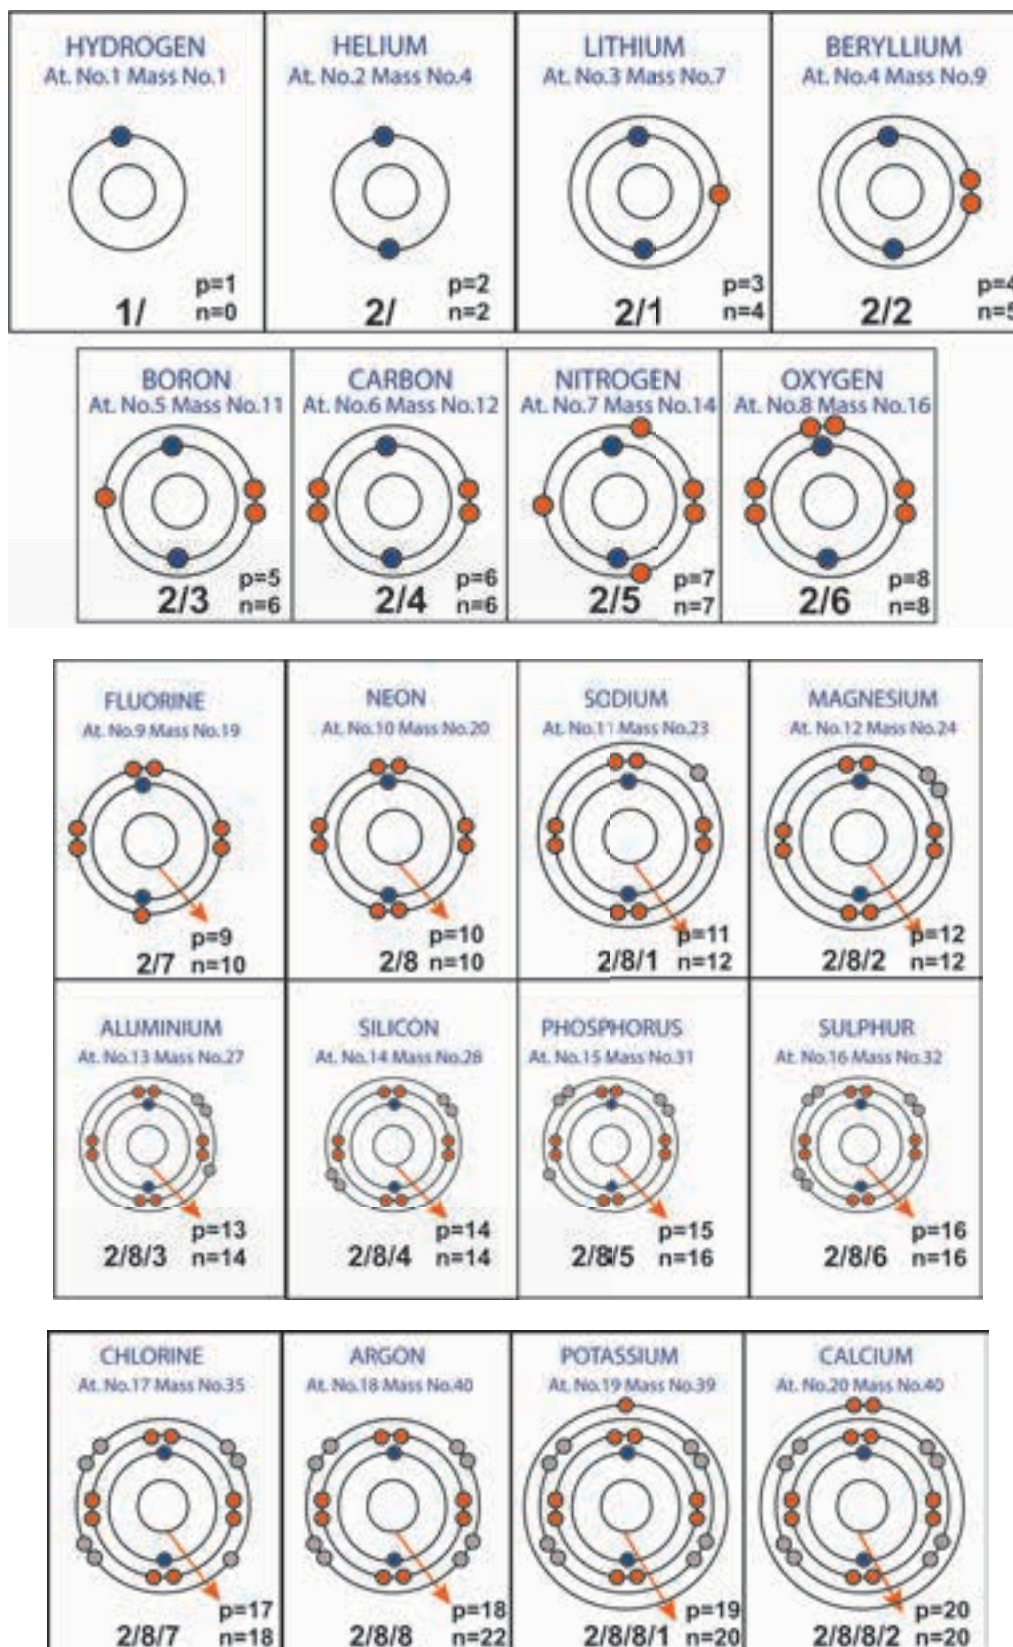 HYDROGEN
At. No.1 Mass No.1
p=1
1/ n=0
HELIUM
At. No.2 Mass No.4
p=2
2/ n=2
LITHIUM
At. No.3 Mass No.7
p=3
2/1 n=4
BERYLLIUM
At. No.4 Mass No.9
p=4
2/2 n=5
BORON
At. No.5 Mass No.11
p=5
2/3 n=6
CARBON
At. No.6 Mass No.12
p=6
2/4 n=6
NITROGEN
At. No.7 Mass No.14
p=7
2/5 n=7
OXYGEN
At. No.8 Mass No.16
p=8
2/6 n=8
FLUORINE
At. No.9 Mass No.19
p=9
2/7 n=10
NEON
At. No.10 Mass No.20
p=10
2/8 n=10
SODIUM
At. No.11 Mass No.23
p=11
2/8/1 n=12
MAGNESIUM
At. No.12 Mass No.24
p=12
2/8/2 n=12
ALUMINIUM
At. No.13 Mass No.27
p=13
2/8/3 n=14
SILICON
At. No.14 Mass No.28
p=14
2/8/4 n=14
PHOSPHORUS
At. No.15 Mass No.31
p=15
2/8/5 n=16
SULPHUR
At. No.16 Mass No.32
p=16
2/8/6 n=16
CHLORINE
At. No.17 Mass No.35
p=17
2/8/7 n=18
ARGON
At. No.18 Mass No.40
p=18
2/8/8 n=22
POTASSIUM
At. No.19 Mass No.39
p=19
2/8/8/1 n=20
CALCIUM
At. No.20 Mass No.40
p=20
2/8/8/2 n=20